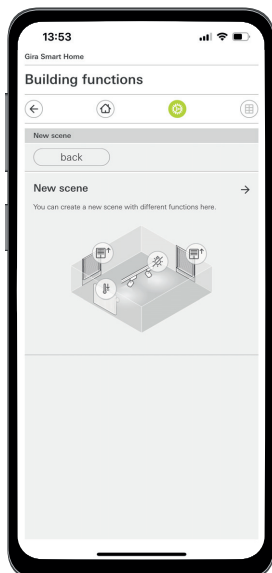 13:53
Gira Smart Home
Building functions
New scene
back
New scene
You can create a new scene with different functions here.